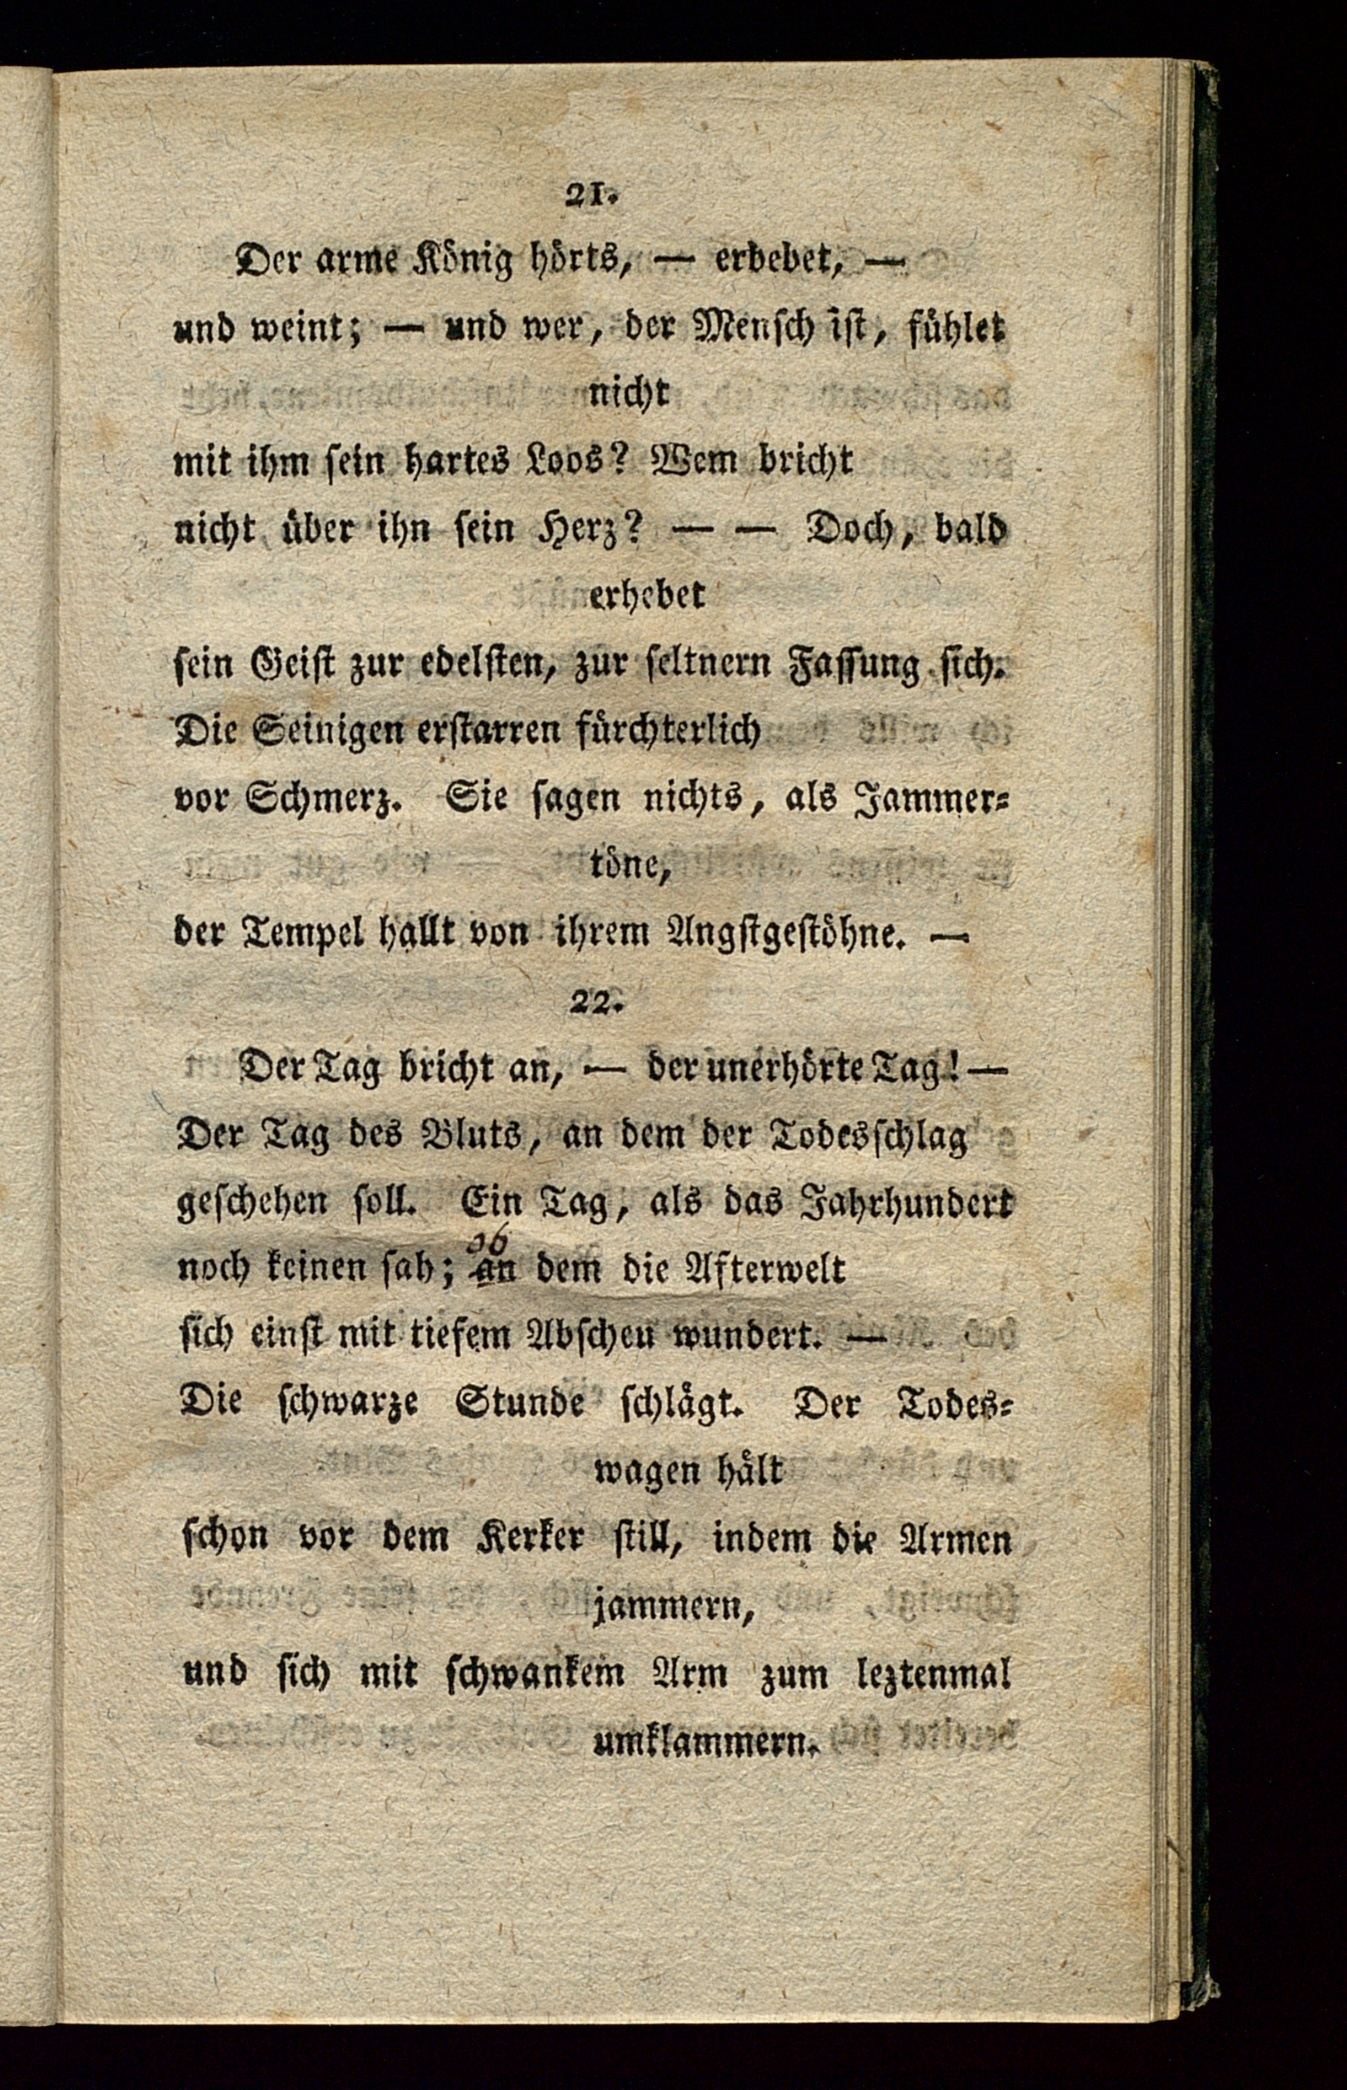 21.
Der arme König hörts, — erbebet, —
und weint; — und wer, der Mensch ist, fühlet
nicht
mit ihm sein hartes Loos? Wem bricht
nicht über ihn sein Herz? — — Doch, bald
erhebet
sein Geist zur edelsten, zur seltnern Fassung sich.
Die Seinigen erstarren fürchterlich
vor Schmerz. Sie sagen nichts, als Jammer-
töne,
der Tempel hallt von ihrem Angstgestöhne. —
22.
Der Tag bricht an, — der unerhörte Tag! —
Der Tag des Bluts, an dem der Todesschlag
geschehen soll. Ein Tag, als das Jahrhundert
ob
noch keinen sah; an dem die Afterwelt
sich einst mit tiefem Abscheu wundert. —
Die schwarze Stunde schlägt. Der Todes-
wagen hält
schon vor dem Kerker still, indem die Armen
jammern,
und sich mit schwankem Arm zum leztenmal
umklammern.